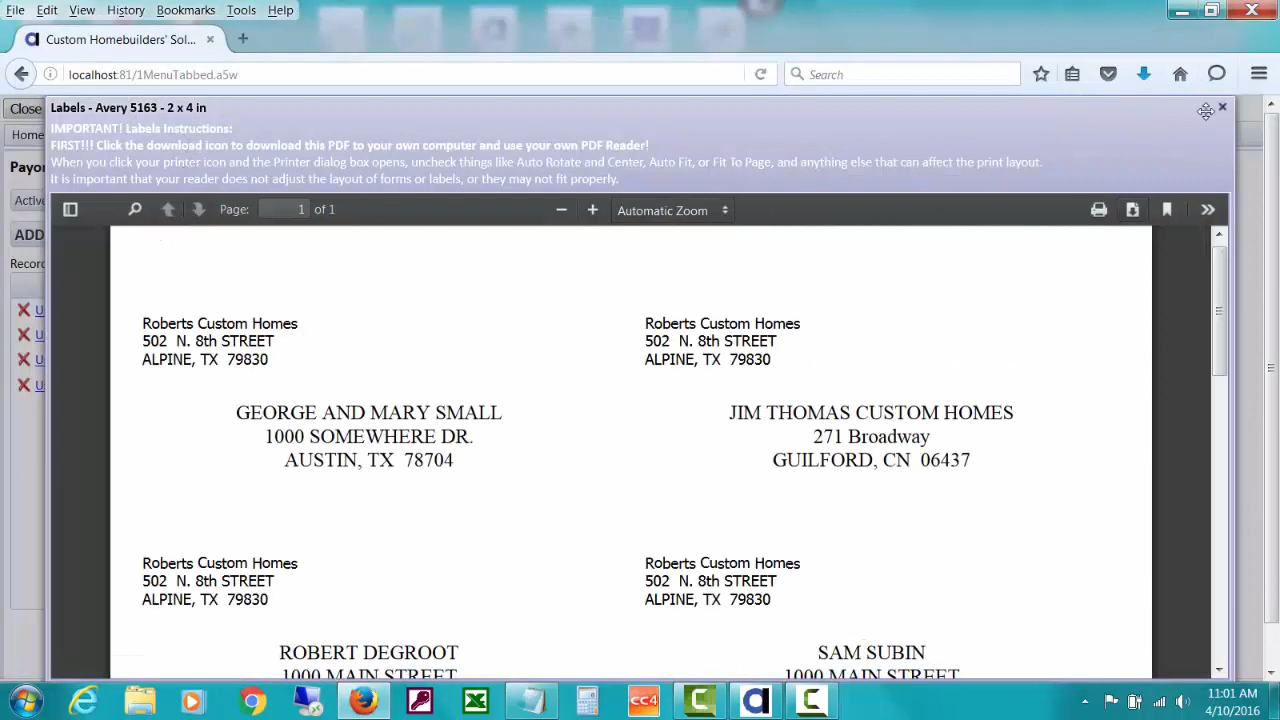 File Edit View History Bookmarks Tools Help
Custom Homebuilders' Sol...
localhost:81/1MenuTabbed.a5w
Search
Close
Labels - Avery 5163 - 2 x 4 in
IMPORTANT! Labels Instructions:
Home
FIRST!!! Click the download icon to download this PDF to your own computer and use your own PDF Reader!
When you click your printer icon and the Printer dialog box opens, uncheck things like Auto Rotate and Center, Auto Fit, or Fit To Page, and anything else that can affect the print layout.
Payo
It is important that your reader does not adjust the layout of forms or labels, or they may not fit properly.
Active
Page: 1 of 1
Automatic Zoom
ADD
Record
Roberts Custom Homes
502 N. 8th STREET
ALPINE, TX 79830
GEORGE AND MARY SMALL
1000 SOMEWHERE DR.
AUSTIN, TX 78704
Roberts Custom Homes
502 N. 8th STREET
ALPINE, TX 79830
JIM THOMAS CUSTOM HOMES
271 Broadway
GUILFORD, CN 06437
Roberts Custom Homes
502 N. 8th STREET
ALPINE, TX 79830
ROBERT DEGROOT
1000 MAIN STREET
Roberts Custom Homes
502 N. 8th STREET
ALPINE, TX 79830
SAM SUBIN
1000 MAIN STREET
CC4
11:01 AM
4/10/2016